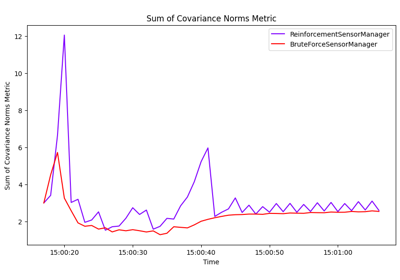 Sum of Covariance Norms Metric
ReinforcementSensorManager
BruteForceSensorManager
Sum of Covariance Norms Metric
12
10
8
6
4
2
15:00:20
15:00:30
15:00:40
15:00:50
15:01:00
Time